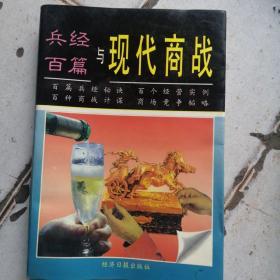 兵经百篇与现代商战
百篇兵经秘诀 百个经营实例
百种商战计谋 商场竞争韬略
经济日报出版社